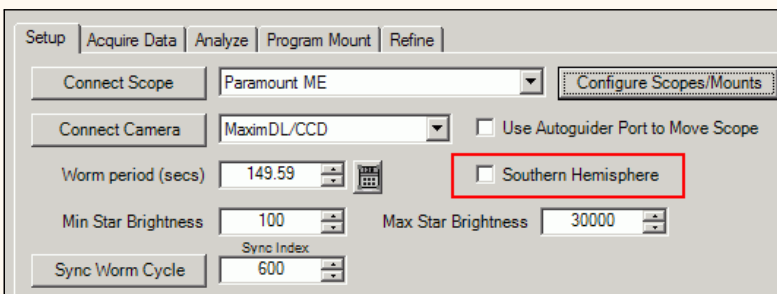 Setup Acquire Data Analyze Program Mount Refine
Connect Scope Paramount ME Configure Scopes/Mounts
Connect Camera MaximDL/CCD Use Autoguider Port to Move Scope
Worm period (secs) 149.59 Southern Hemisphere
Min Star Brightness 100 Max Star Brightness 30000
Sync Index
Sync Worm Cycle 600